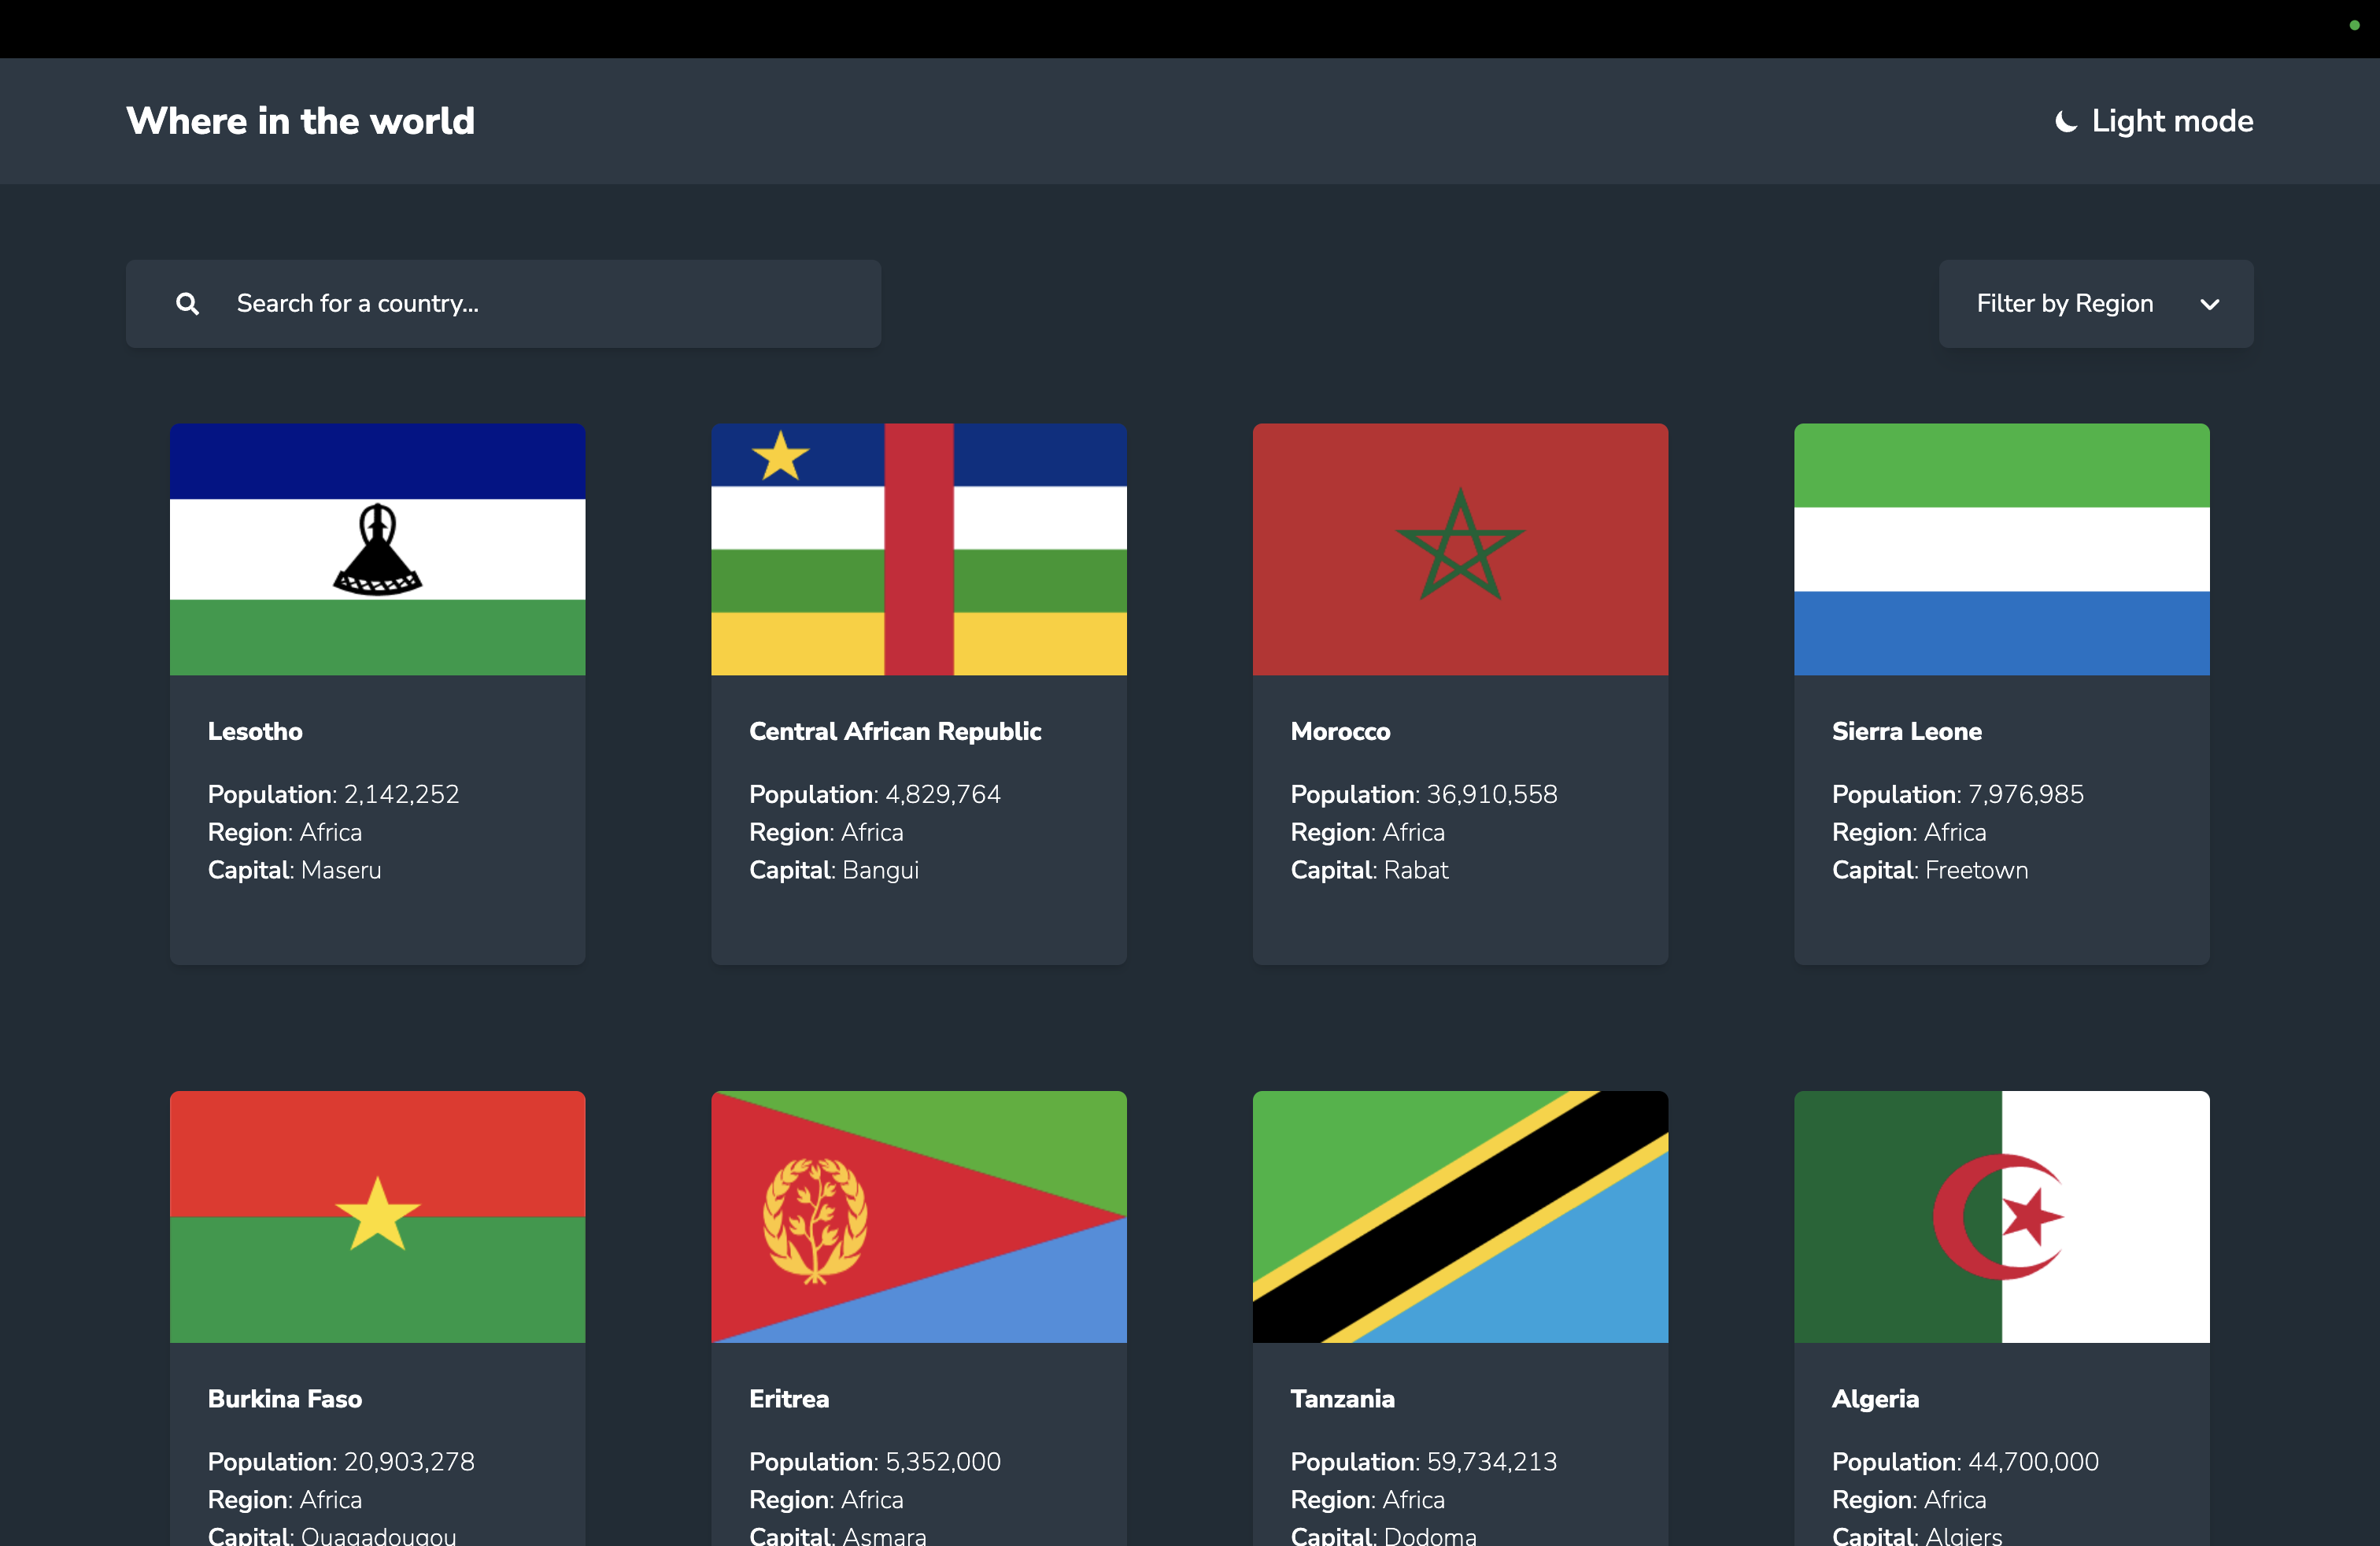 Where in the world
Light mode
Search for a country...
Filter by Region
Lesotho
Population: 2,142,252
Region: Africa
Capital: Maseru
Central African Republic
Population: 4,829,764
Region: Africa
Capital: Bangui
Morocco
Population: 36,910,558
Region: Africa
Capital: Rabat
Sierra Leone
Population: 7,976,985
Region: Africa
Capital: Freetown
Burkina Faso
Population: 20,903,278
Region: Africa
Capital: Ouagadougou
Eritrea
Population: 5,352,000
Region: Africa
Capital: Asmara
Tanzania
Population: 59,734,213
Region: Africa
Capital: Dodoma
Algeria
Population: 44,700,000
Region: Africa
Capital: Algiers